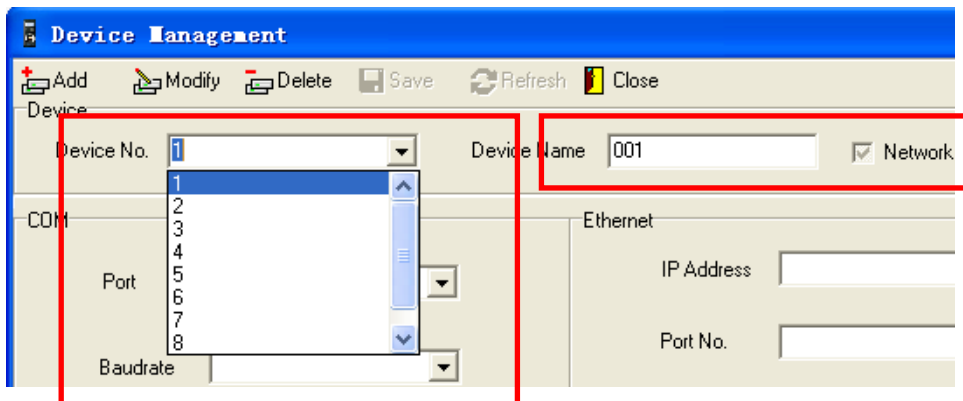 Device Management
Add Modify Delete Save Refresh Close
Device
Device No. 1 Device Name 001 Network
1
2
3
4
5
6
7
8
COM
Port
Baudrate
Ethernet
IP Address
Port No.